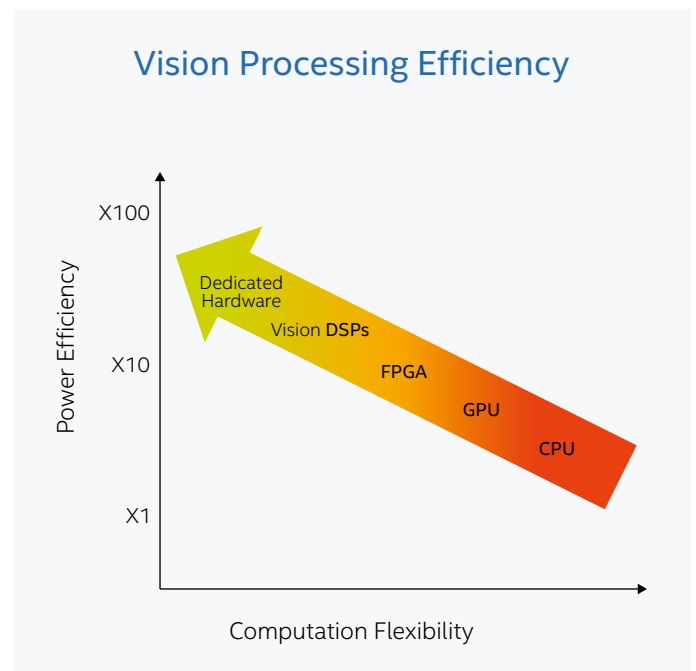 Vision Processing Efficiency
X100
Power Efficiency
Dedicated
Hardware
Vision DSPs
X10
FPGA
GPU
CPU
X1
Computation Flexibility